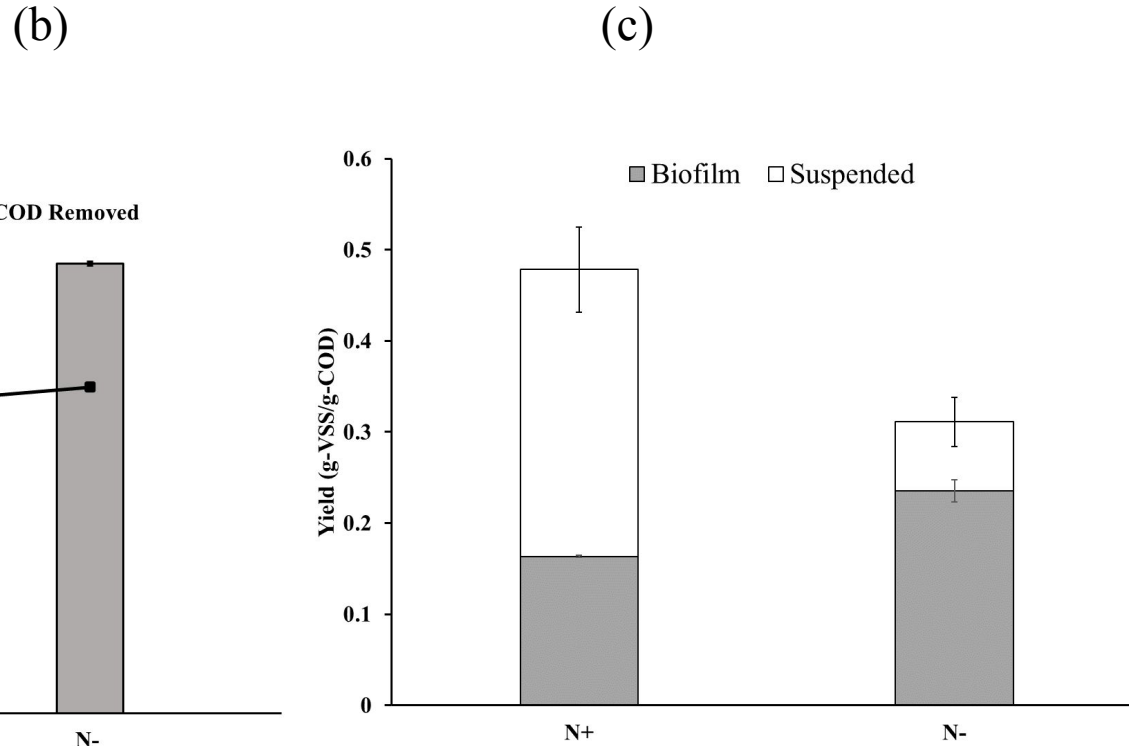 (b)
(c)
COD Removed
N-
Biofilm Suspended
Yield (g-VSS/g-COD)
0.6
0.5
0.4
0.3
0.2
0.1
0
N+ N-